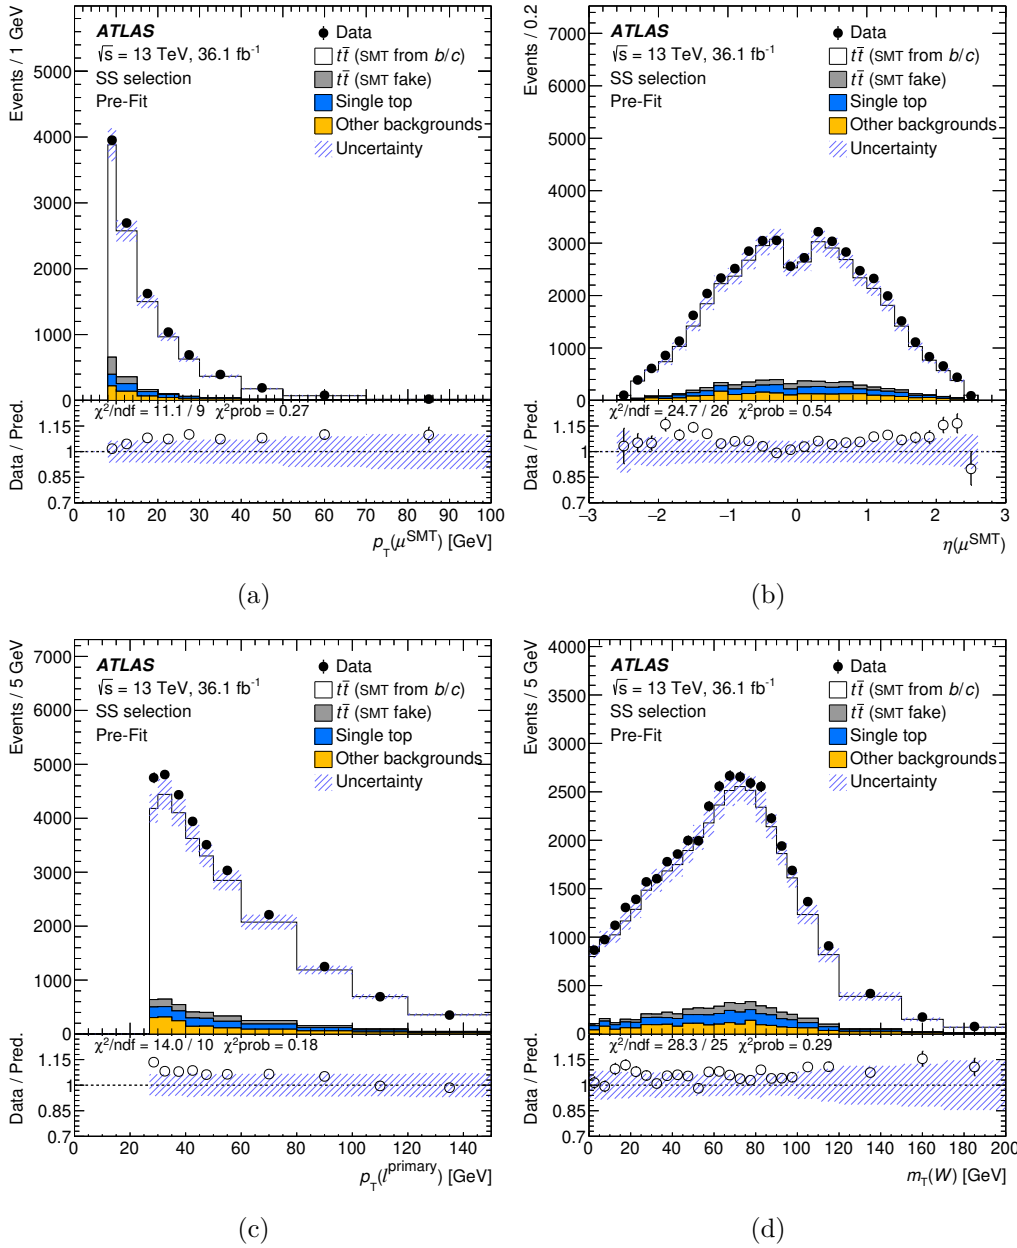 Events / 1 GeV
ATLAS
√s = 13 TeV, 36.1 fb⁻¹
SS selection
Pre-Fit
Data
tt̄ (SMT from b/c)
tt̄ (SMT fake)
Single top
Other backgrounds
Uncertainty
5000
4000
3000
2000
1000
0
χ²/ndf = 11.1 / 9 χ²prob = 0.27
Data / Pred.
1.15
1
0.85
0.7
0 10 20 30 40 50 60 70 80 90 100
p_T(μ^SMT) [GeV]
(a)
Events / 0.2
ATLAS
√s = 13 TeV, 36.1 fb⁻¹
SS selection
Pre-Fit
Data
tt̄ (SMT from b/c)
tt̄ (SMT fake)
Single top
Other backgrounds
Uncertainty
7000
6000
5000
4000
3000
2000
1000
0
χ²/ndf = 24.7 / 26 χ²prob = 0.54
Data / Pred.
1.15
1
0.85
0.7
−3 −2 −1 0 1 2 3
η(μ^SMT)
(b)
Events / 5 GeV
ATLAS
√s = 13 TeV, 36.1 fb⁻¹
SS selection
Pre-Fit
Data
tt̄ (SMT from b/c)
tt̄ (SMT fake)
Single top
Other backgrounds
Uncertainty
7000
6000
5000
4000
3000
2000
1000
0
χ²/ndf = 14.0 / 10 χ²prob = 0.18
Data / Pred.
1.15
1
0.85
0.7
0 20 40 60 80 100 120 140
p_T(l^primary) [GeV]
(c)
Events / 5 GeV
ATLAS
√s = 13 TeV, 36.1 fb⁻¹
SS selection
Pre-Fit
Data
tt̄ (SMT from b/c)
tt̄ (SMT fake)
Single top
Other backgrounds
Uncertainty
4000
3500
3000
2500
2000
1500
1000
500
0
χ²/ndf = 28.3 / 25 χ²prob = 0.29
Data / Pred.
1.15
1
0.85
0.7
0 20 40 60 80 100 120 140 160 180 200
m_T(W) [GeV]
(d)